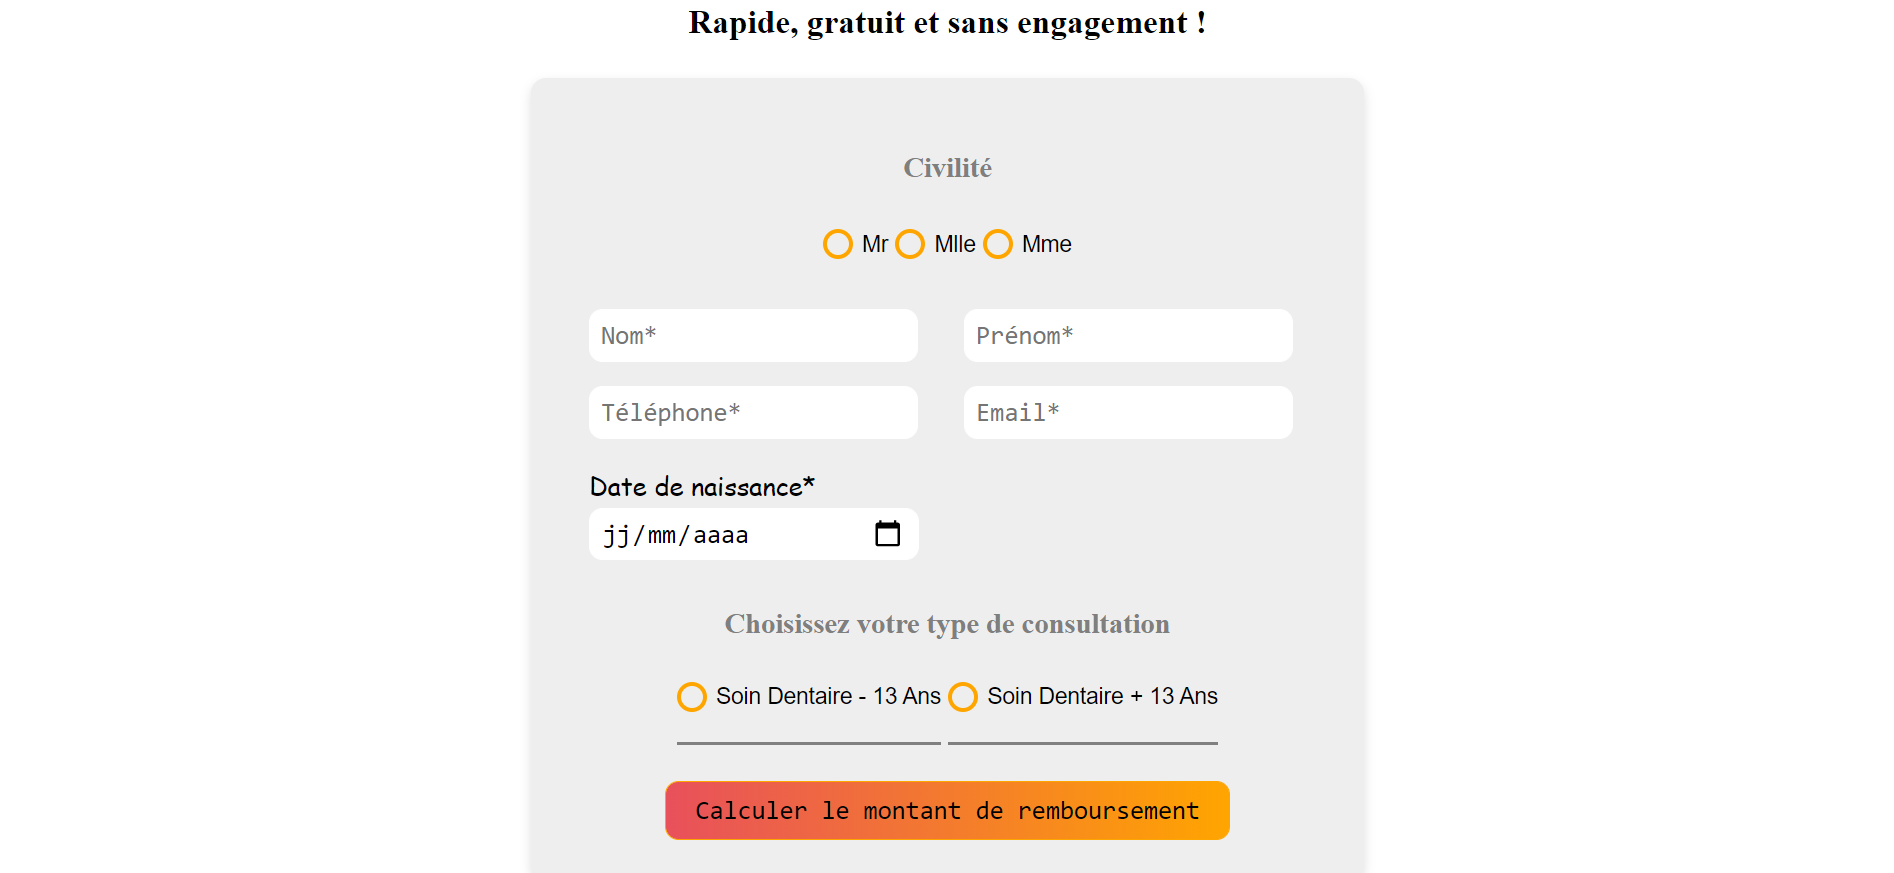 Rapide, gratuit et sans engagement !
Civilité
Mr Mlle Mme
Nom* Prénom*
Téléphone* Email*
Date de naissance*
jj/mm/aaaa
Choisissez votre type de consultation
Soin Dentaire - 13 Ans Soin Dentaire + 13 Ans
Calculer le montant de remboursement